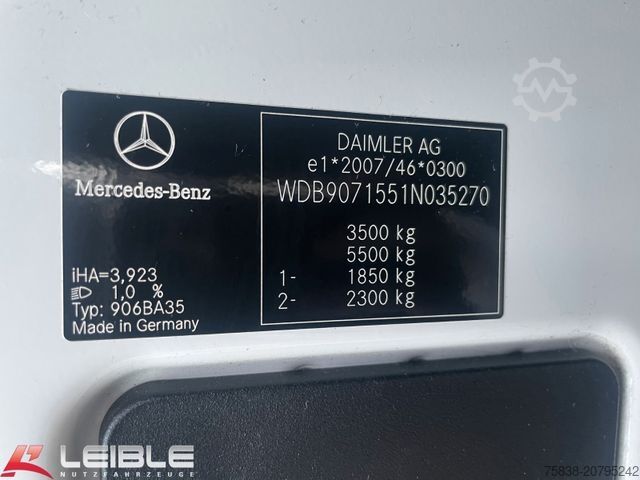 Mercedes-Benz
iHA=3,923
1,0 %
Typ: 906BA35
Made in Germany
DAIMLER AG
e1*2007/46*0300
WDB9071551N035270
3500 kg
5500 kg
1- 1850 kg
2- 2300 kg
LEIBLE
NUTZFAHRZEUGE
75838-20795242